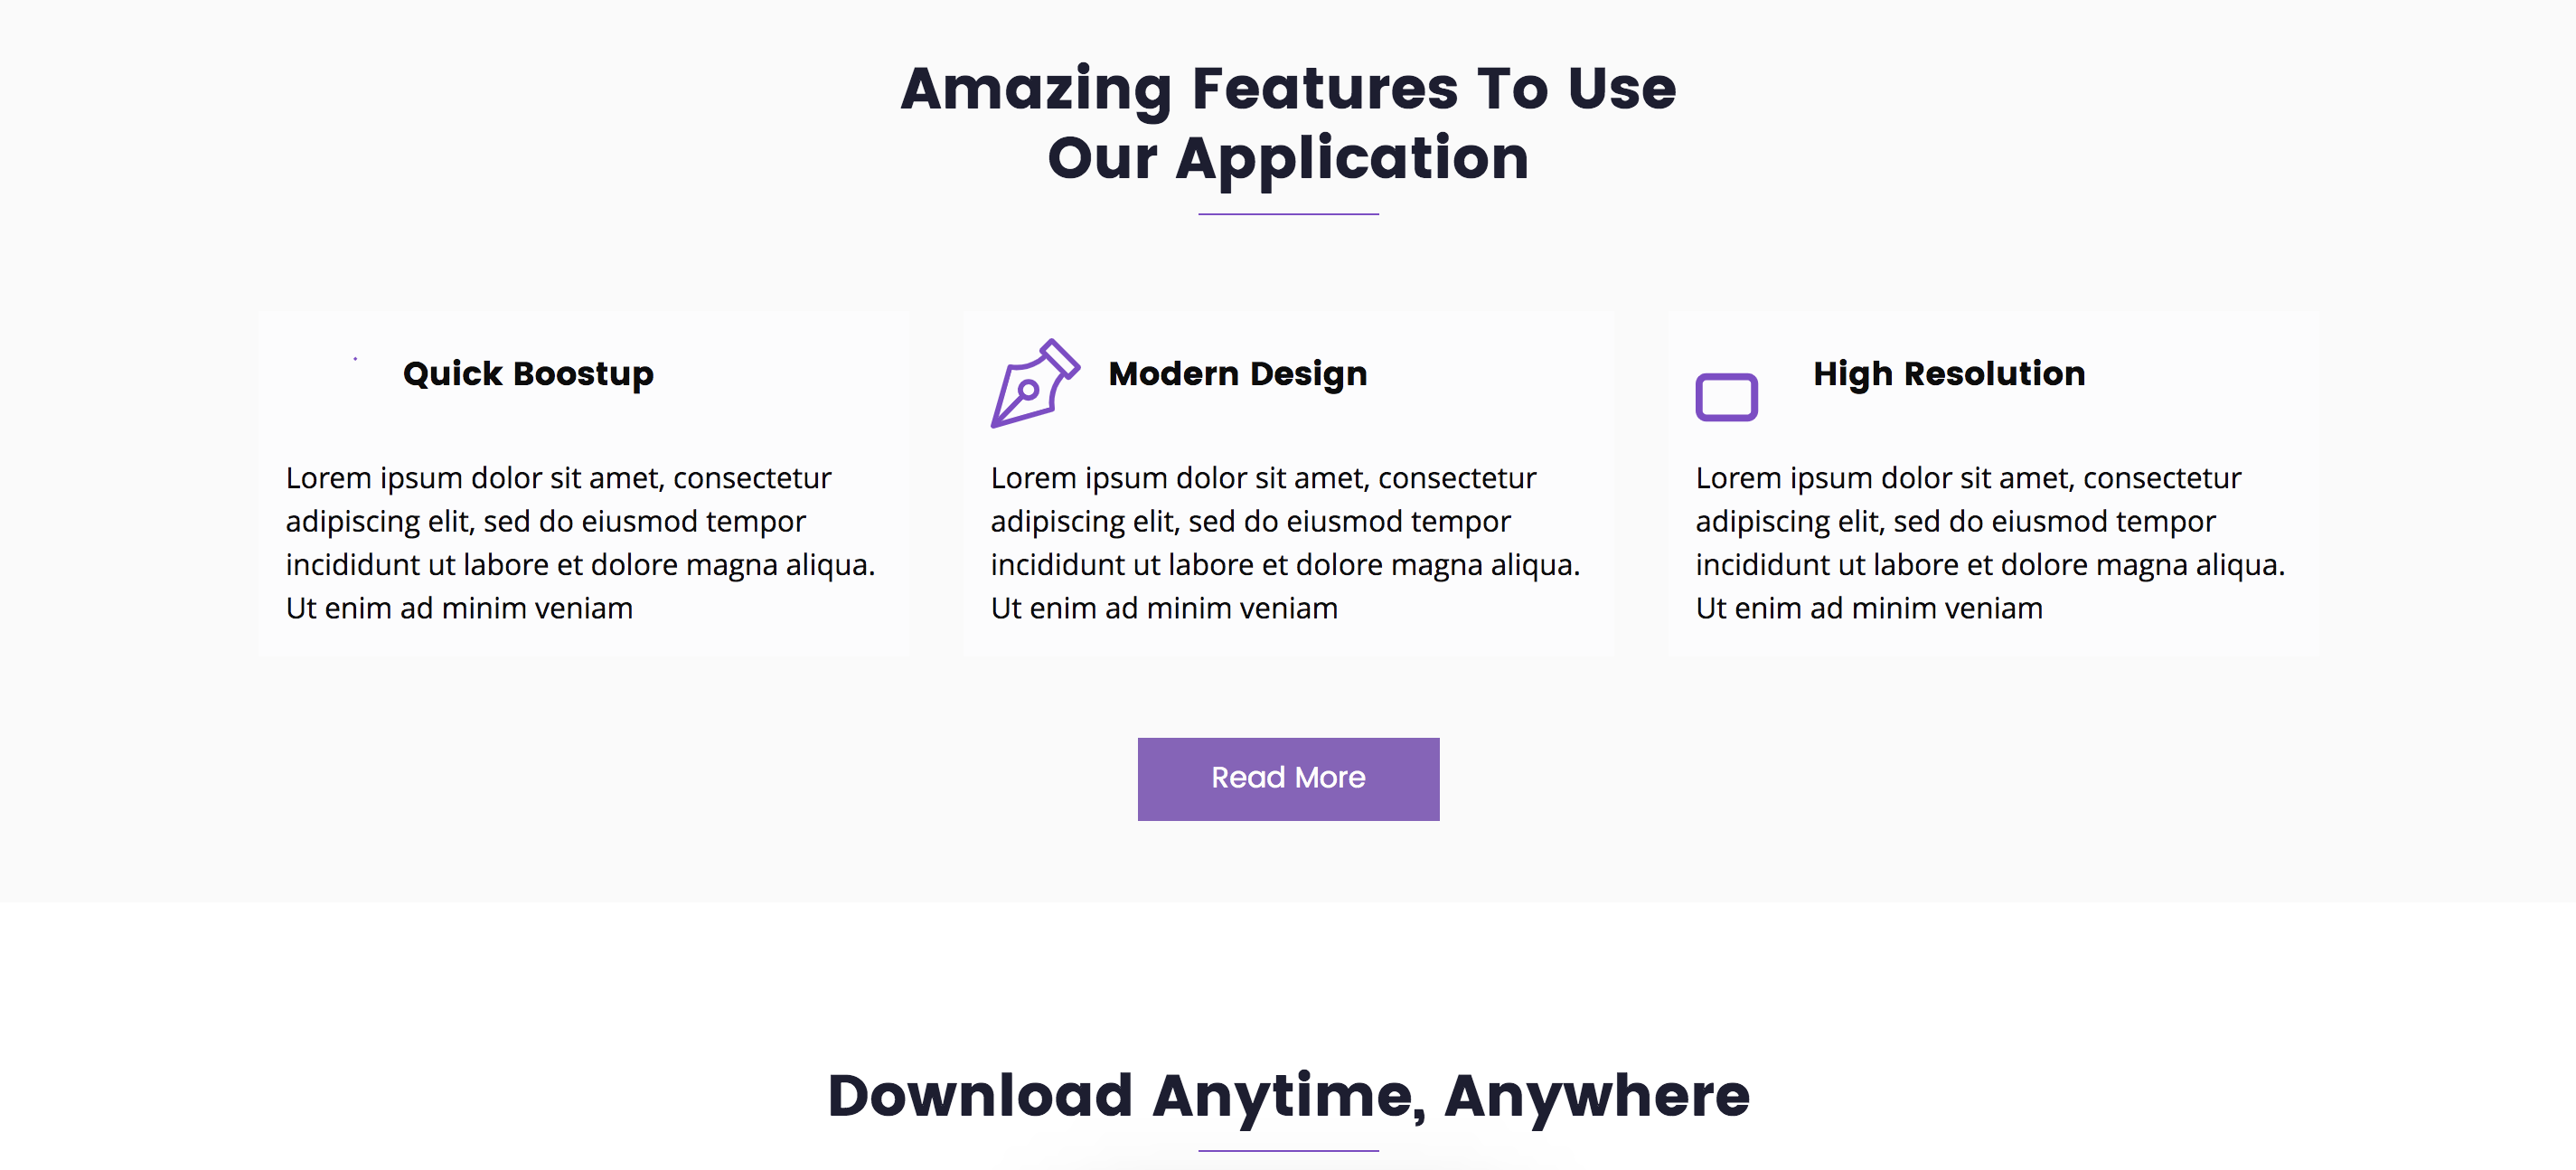 Amazing Features To Use
Our Application
Quick Boostup
Lorem ipsum dolor sit amet, consectetur
adipiscing elit, sed do eiusmod tempor
incididunt ut labore et dolore magna aliqua.
Ut enim ad minim veniam
Modern Design
Lorem ipsum dolor sit amet, consectetur
adipiscing elit, sed do eiusmod tempor
incididunt ut labore et dolore magna aliqua.
Ut enim ad minim veniam
High Resolution
Lorem ipsum dolor sit amet, consectetur
adipiscing elit, sed do eiusmod tempor
incididunt ut labore et dolore magna aliqua.
Ut enim ad minim veniam
Read More
Download Anytime, Anywhere